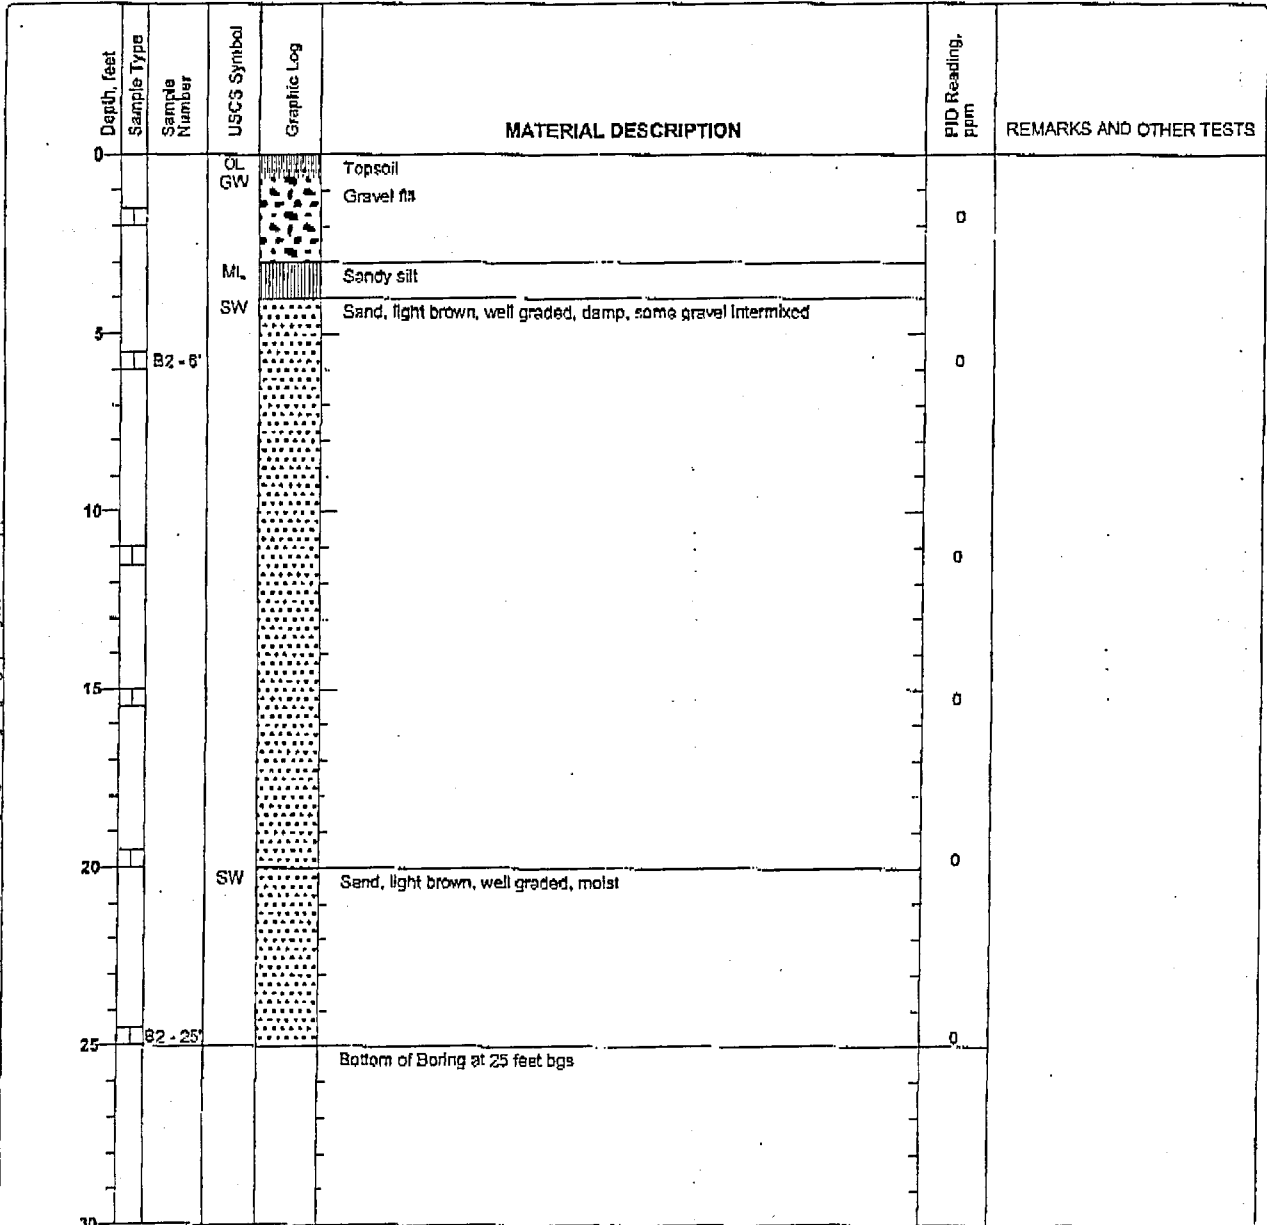 Depth, feet
Sample Type
Sample Number
USCS Symbol
Graphic Log
MATERIAL DESCRIPTION
PID Reading, ppm
REMARKS AND OTHER TESTS
0
OL Topsoil
GW Gravel fill
0
ML Sandy silt
SW Sand, light brown, well graded, damp, some gravel intermixed
5
B2 - 6' 0
10
0
15
0
0
20
SW Sand, light brown, well graded, moist
B2 - 25' 0
25
Bottom of Boring at 25 feet bgs
30